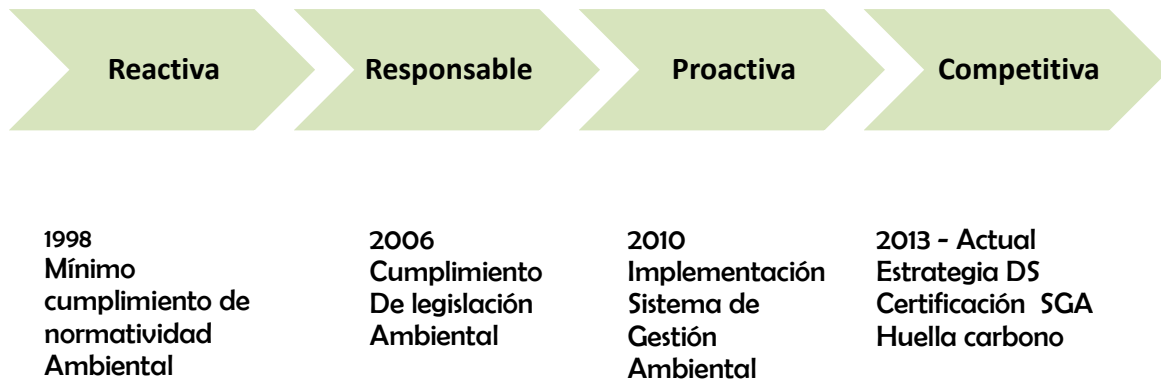 Reactiva
Responsable
Proactiva
Competitiva
1998
Mínimo
cumplimiento de
normatividad
Ambiental
2006
Cumplimiento
De legislación
Ambiental
2010
Implementación
Sistema de
Gestión
Ambiental
2013 - Actual
Estrategia DS
Certificación SGA
Huella carbono